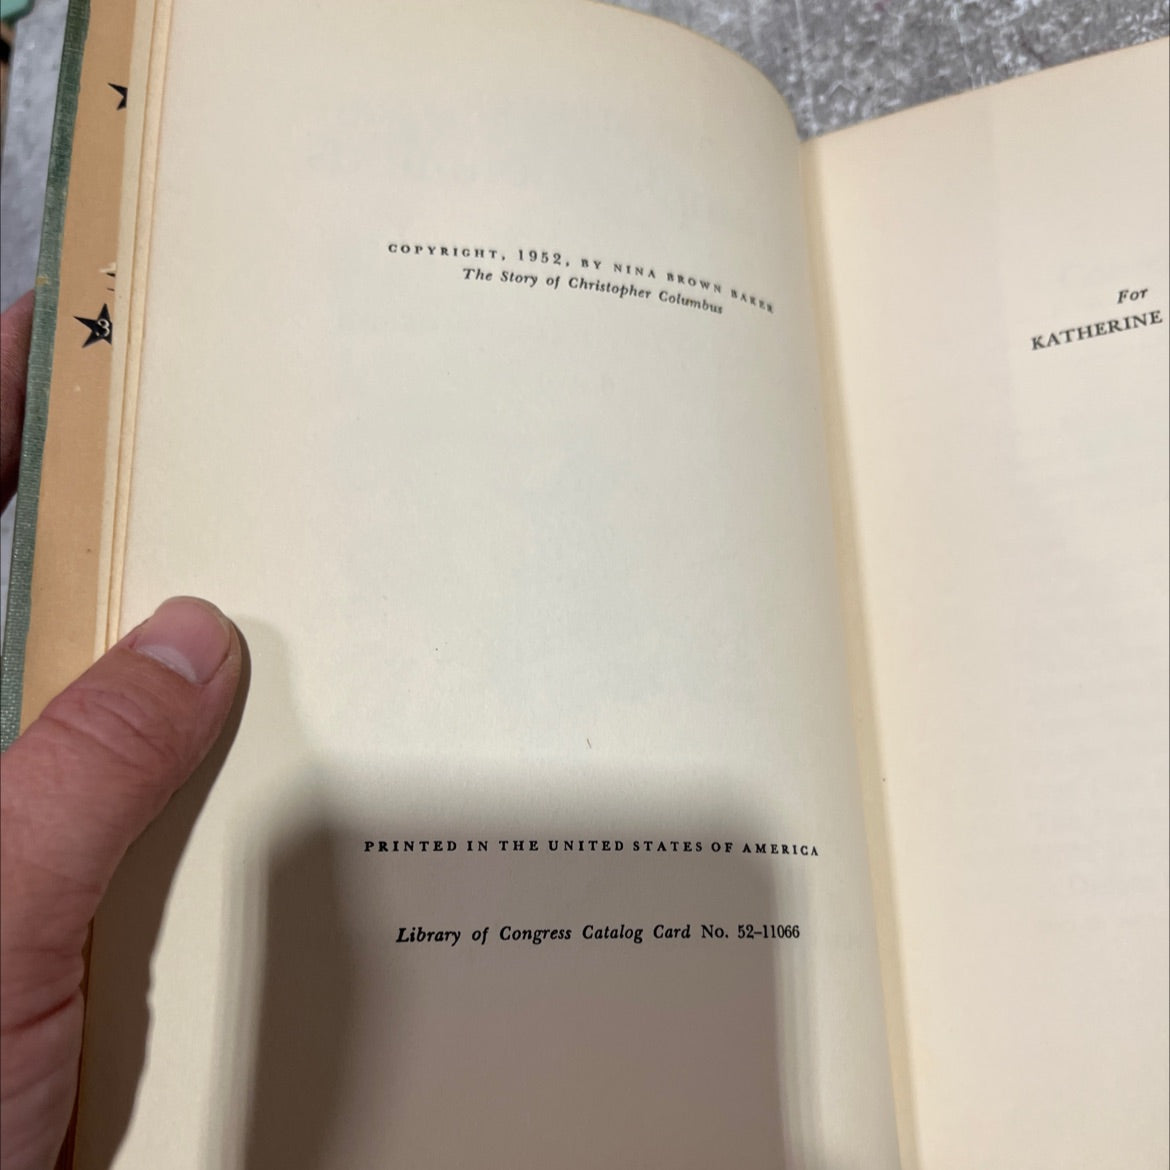 COPYRIGHT, 1952, BY NINA BROWN BAKER
The Story of Christopher Columbus
PRINTED IN THE UNITED STATES OF AMERICA
Library of Congress Catalog Card No. 52-11066
For
KATHERINE
3